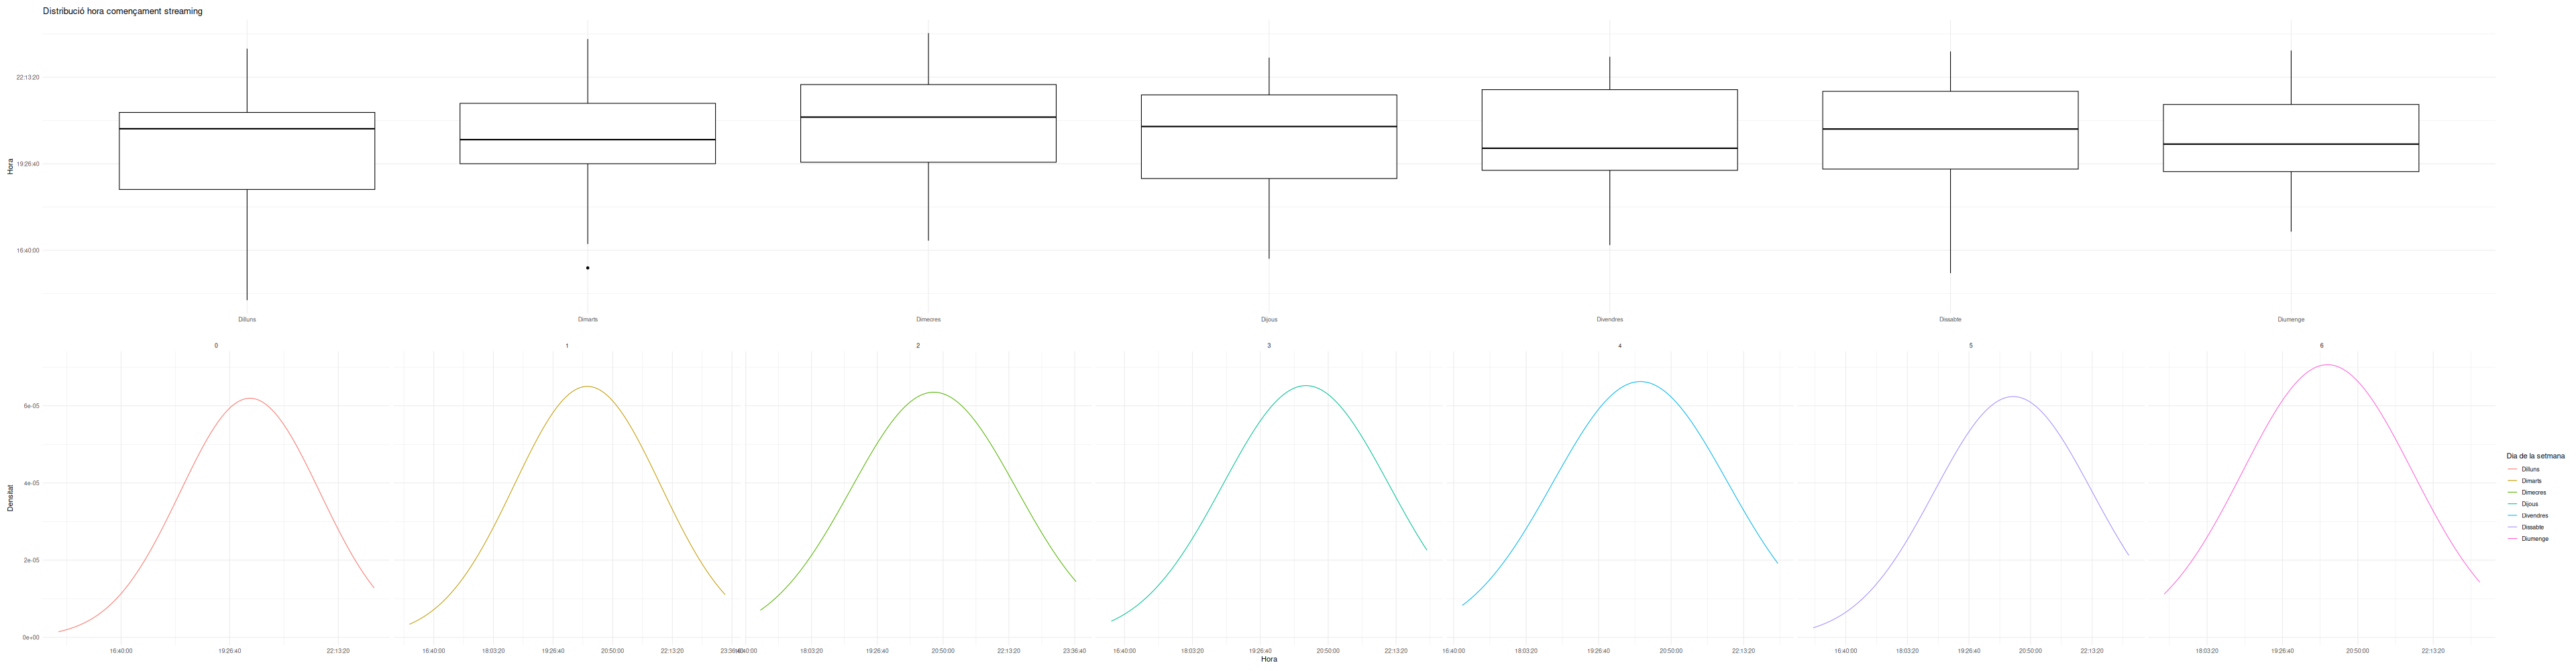 Distribució hora començament streaming
Hora
22:13:20
19:26:40
16:40:00
Dilluns
Dimarts
Dimecres
Dijous
Divendres
Dissabte
Diumenge
0
1
2
3
4
5
6
Densitat
6e-05
4e-05
2e-05
0e+00
16:40:00 19:26:40 22:13:20
16:40:00 18:03:20 19:26:40 20:50:00 22:13:20
18:03:20 19:26:40 20:50:00 22:13:20 23:36:40
16:40:00 18:03:20 19:26:40 20:50:00 22:13:20
16:40:00 18:03:20 19:26:40 20:50:00 22:13:20
16:40:00 18:03:20 19:26:40 20:50:00 22:13:20
18:03:20 19:26:40 20:50:00 22:13:20
Hora
Dia de la setmana
Dilluns
Dimarts
Dimecres
Dijous
Divendres
Dissabte
Diumenge